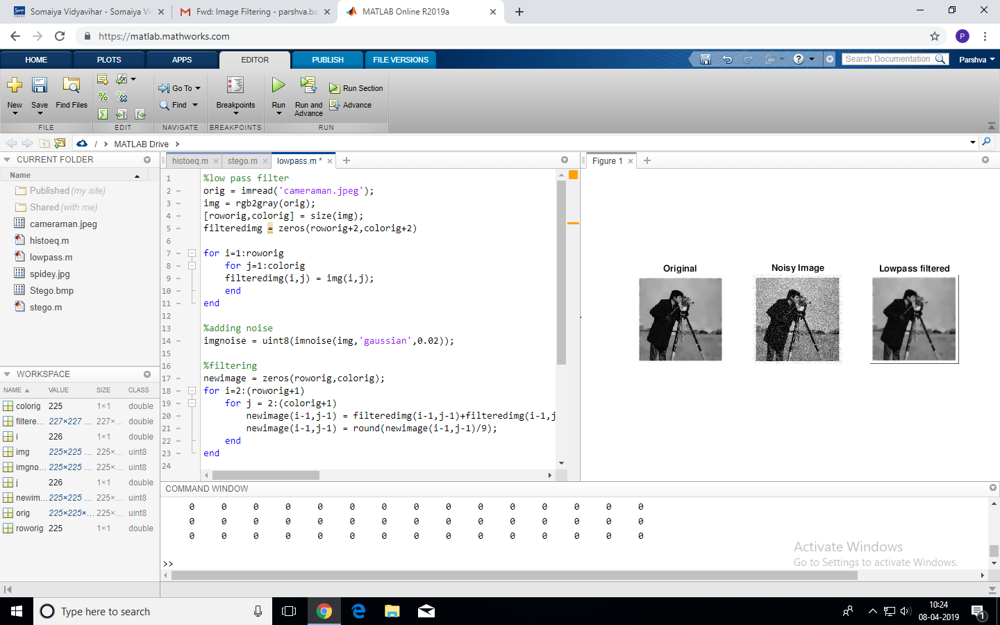 Somaiya Vidyavihar - Somaiya Vi
Fwd: Image Filtering - parshva.ba
MATLAB Online R2019a
https://matlab.mathworks.com
P
HOME PLOTS APPS EDITOR PUBLISH FILE VERSIONS
Search Documentation
Parshva
New Save Find Files
Go To
Find
Breakpoints
Run Run and Advance
Run Section
Advance
FILE EDIT NAVIGATE BREAKPOINTS RUN
/ > MATLAB Drive >
CURRENT FOLDER
Name
Published (my site)
Shared (with me)
cameraman.jpeg
histoeq.m
lowpass.m
spidey.jpg
Stego.bmp
stego.m
WORKSPACE
NAME VALUE SIZE CLASS
colorig 225 1×1 double
filtere... 227×227 ... 227×... double
i 226 1×1 double
img 225×225 ... 225×... uint8
imgno... 225×225 ... 225×... uint8
j 226 1×1 double
newim... 225×225 ... 225×... uint8
orig 225×225×... 225×... uint8
roworig 225 1×1 double
histoeq.m stego.m lowpass.m *
1 %low pass filter
2 – orig = imread('cameraman.jpeg');
3 – img = rgb2gray(orig);
4 – [roworig,colorig] = size(img);
5 – filteredimg = zeros(roworig+2,colorig+2)
6
7 – for i=1:roworig
8 – for j=1:colorig
9 – filteredimg(i,j) = img(i,j);
10 – end
11 – end
12
13 %adding noise
14 – imgnoise = uint8(imnoise(img,'gaussian',0.02));
15
16 %filtering
17 – newimage = zeros(roworig,colorig);
18 – for i=2:(roworig+1)
19 – for j = 2:(colorig+1)
20 – newimage(i-1,j-1) = filteredimg(i-1,j-1)+filteredimg(i-1,j
21 – newimage(i-1,j-1) = round(newimage(i-1,j-1)/9);
22 – end
23 – end
24
Figure 1
Original Noisy Image Lowpass filtered
COMMAND WINDOW
0 0 0 0 0 0 0 0 0 0 0 0 0 0 0
0 0 0 0 0 0 0 0 0 0 0 0 0 0 0
0 0 0 0 0 0 0 0 0 0 0 0 0 0 0
>>
Activate Windows
Go to Settings to activate Windows.
Type here to search
10:24
08-04-2019
1